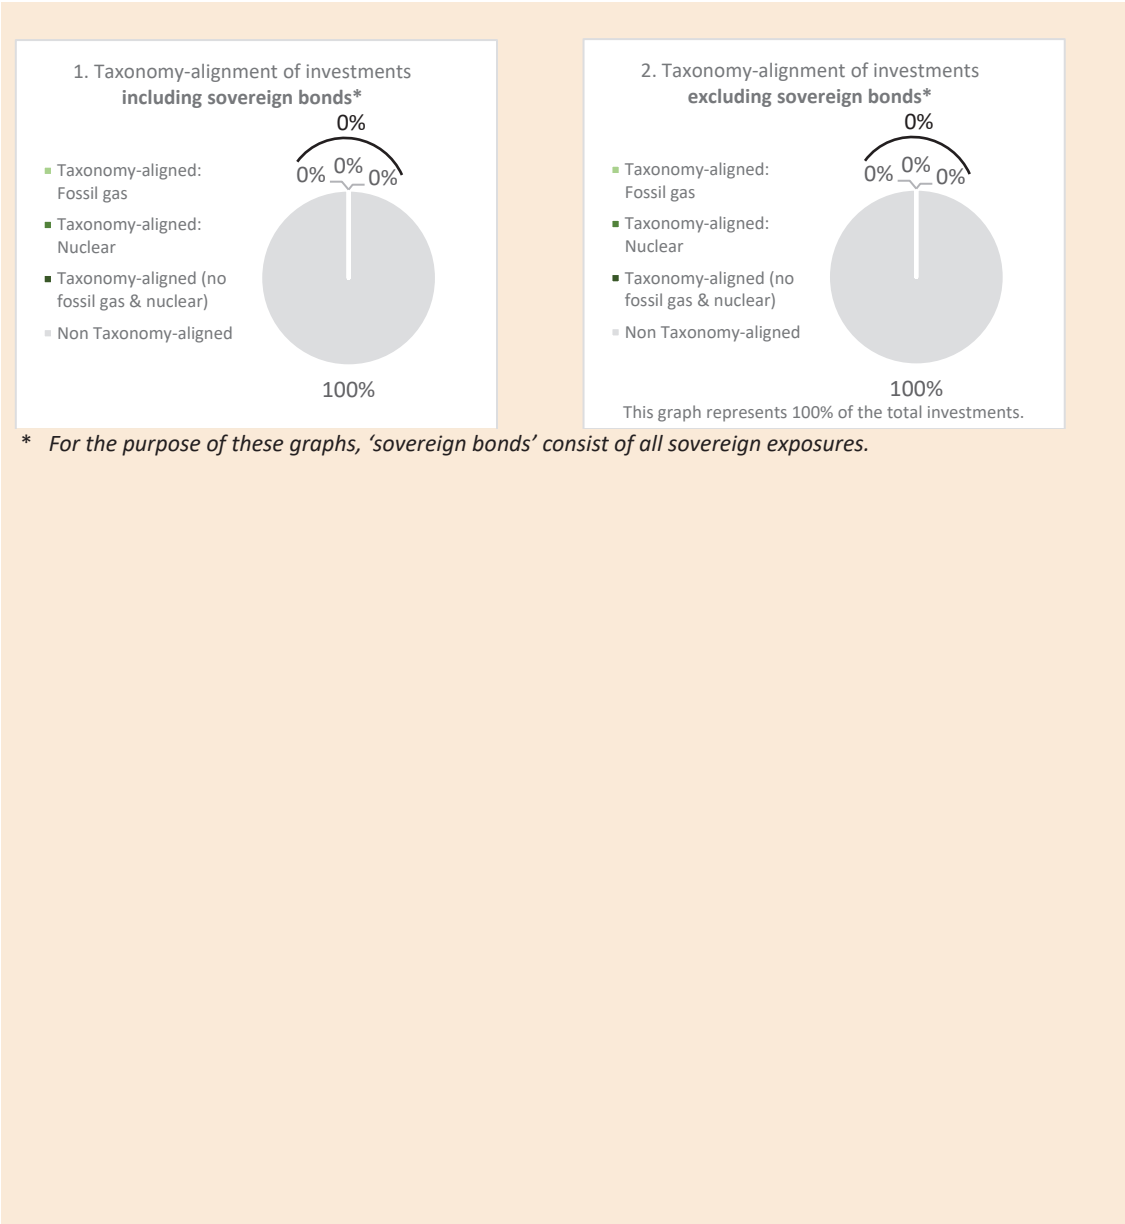 1. Taxonomy-alignment of investments
including sovereign bonds*
0%
0%
0%
0%
Taxonomy-aligned:
Fossil gas
Taxonomy-aligned:
Nuclear
Taxonomy-aligned (no
fossil gas & nuclear)
Non Taxonomy-aligned
100%
2. Taxonomy-alignment of investments
excluding sovereign bonds*
0%
0%
0%
0%
Taxonomy-aligned:
Fossil gas
Taxonomy-aligned:
Nuclear
Taxonomy-aligned (no
fossil gas & nuclear)
Non Taxonomy-aligned
100%
This graph represents 100% of the total investments.
* For the purpose of these graphs, ‘sovereign bonds’ consist of all sovereign exposures.